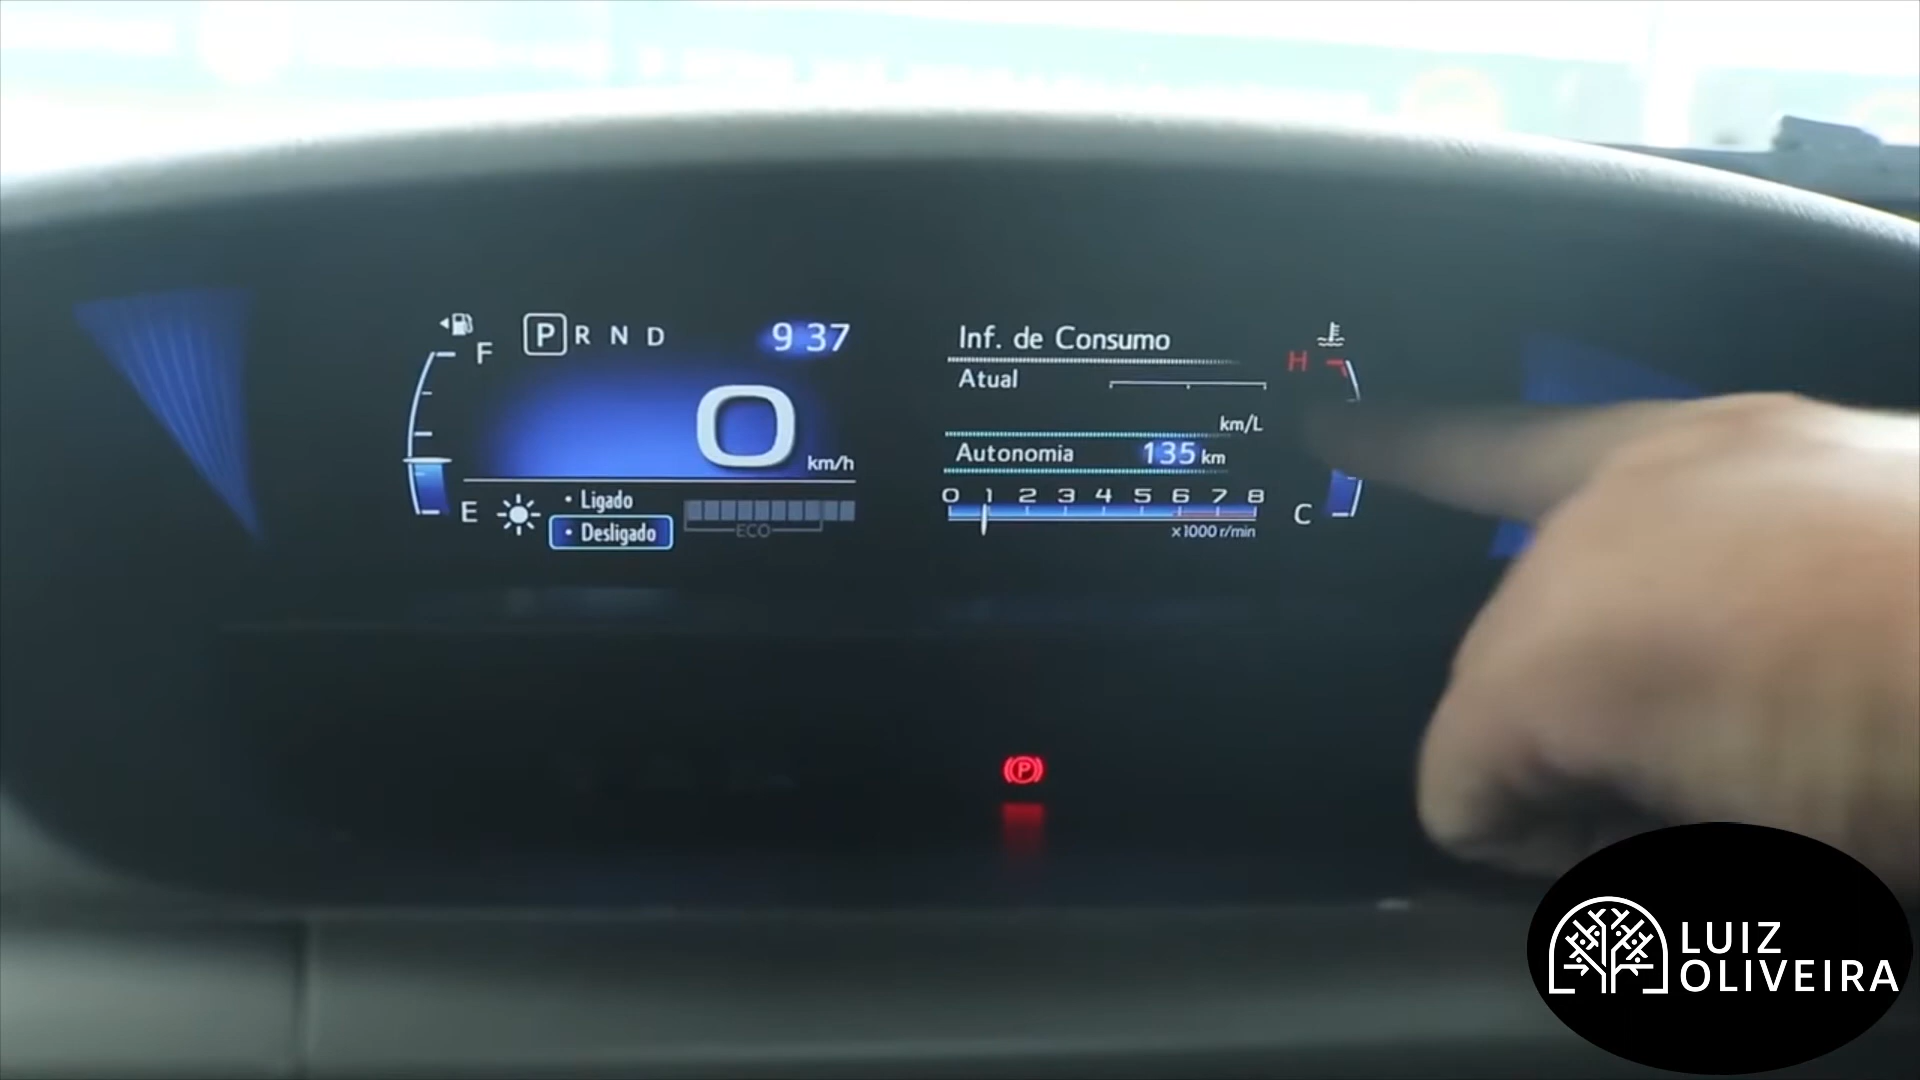 F
P R N D
9 37
0
km/h
E
• Ligado
• Desligado
ECO
Inf. de Consumo
Atual
km/L
Autonomia 135 km
0 1 2 3 4 5 6 7 8
x1000 r/min
H
C
P
LUIZ
OLIVEIRA